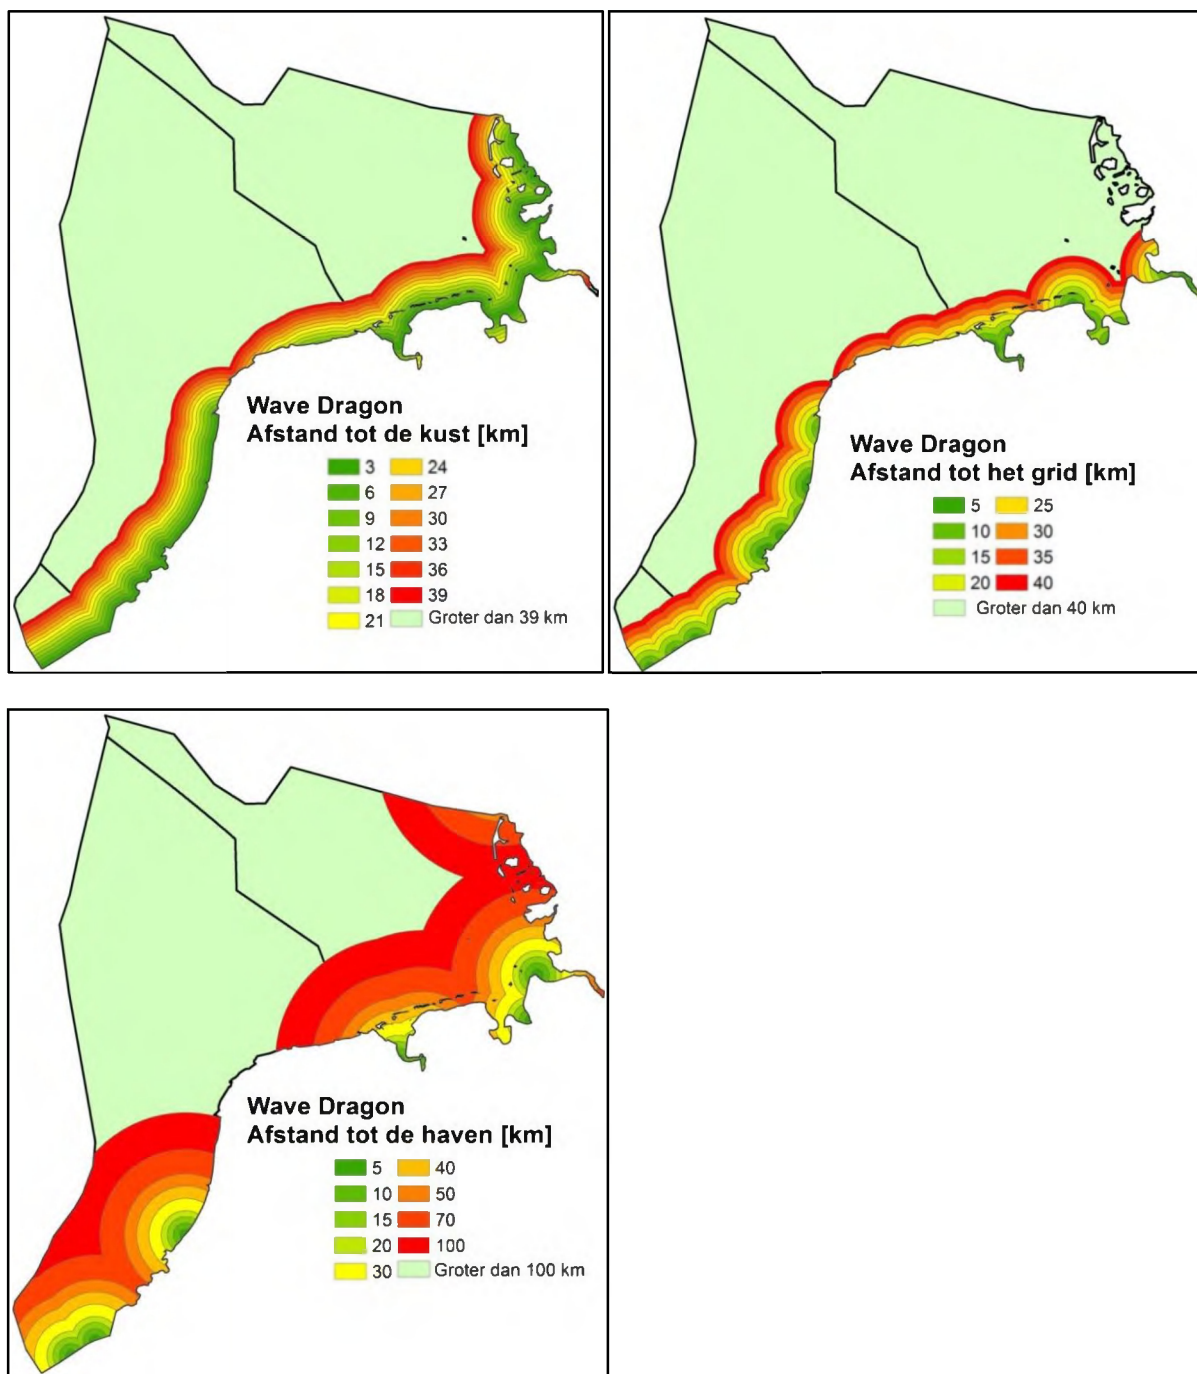 Wave Dragon
Afstand tot de kust [km]
3 24
6 27
9 30
12 33
15 36
18 39
21 Groter dan 39 km
Wave Dragon
Afstand tot het grid [km]
5 25
10 30
15 35
20 40
Groter dan 40 km
Wave Dragon
Afstand tot de haven [km]
5 40
10 50
15 70
20 100
30 Groter dan 100 km